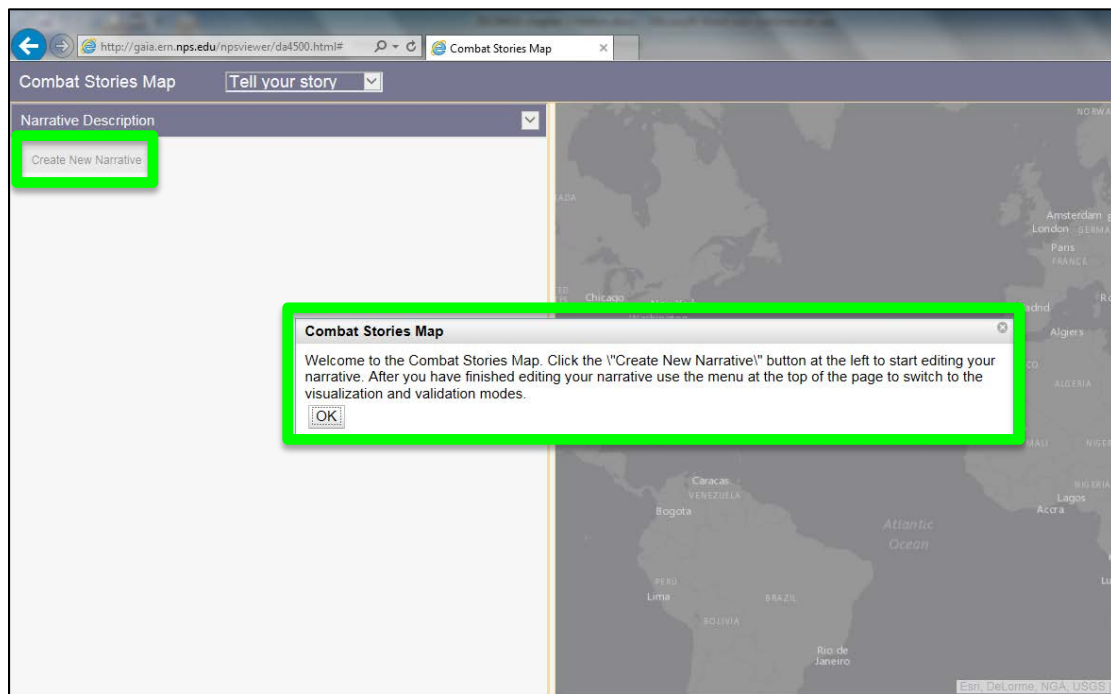 http://gaia.ern.nps.edu/npsviewer/da4500.html#
Combat Stories Map
Combat Stories Map
Tell your story
Narrative Description
Create New Narrative
Amsterdam
London
Paris
FRANCE
Chicago
Algiers
ALGERIA
Combat Stories Map
Welcome to the Combat Stories Map. Click the \"Create New Narrative\" button at the left to start editing your
narrative. After you have finished editing your narrative use the menu at the top of the page to switch to the
visualization and validation modes.
OK
MALI
Caracas
VENEZUELA
Bogota
Lagos
Accra
Atlantic
Ocean
PERU
Lima
BRAZIL
BOLIVIA
Rio de
Janeiro
Esri, DeLorme, NGA, USGS